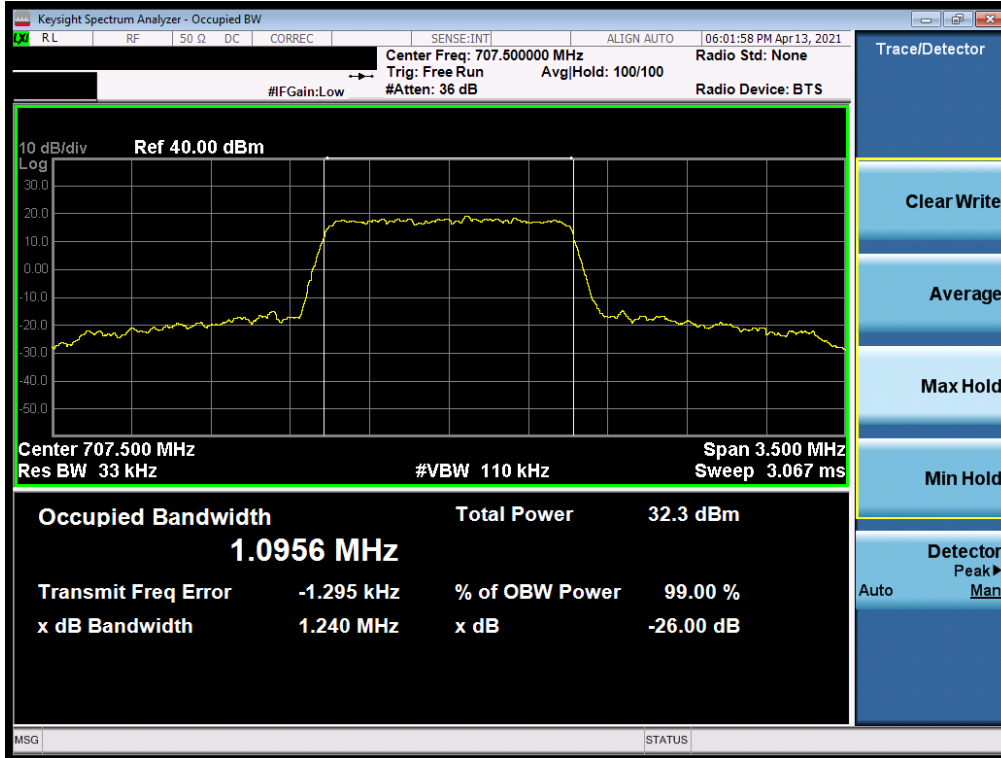 Keysight Spectrum Analyzer - Occupied BW
LXI RL RF 50 Ω DC CORREC SENSE:INT ALIGN AUTO 06:01:58 PM Apr 13, 2021
Center Freq: 707.500000 MHz Radio Std: None
Trig: Free Run Avg|Hold: 100/100
#IFGain:Low #Atten: 36 dB Radio Device: BTS
10 dB/div Ref 40.00 dBm
Log
30.0
20.0
10.0
0.00
-10.0
-20.0
-30.0
-40.0
-50.0
Center 707.500 MHz Span 3.500 MHz
Res BW 33 kHz #VBW 110 kHz Sweep 3.067 ms
Occupied Bandwidth Total Power 32.3 dBm
1.0956 MHz
Transmit Freq Error -1.295 kHz % of OBW Power 99.00 %
x dB Bandwidth 1.240 MHz x dB -26.00 dB
MSG STATUS
Trace/Detector
Clear Write
Average
Max Hold
Min Hold
Detector
Peak
Auto Man